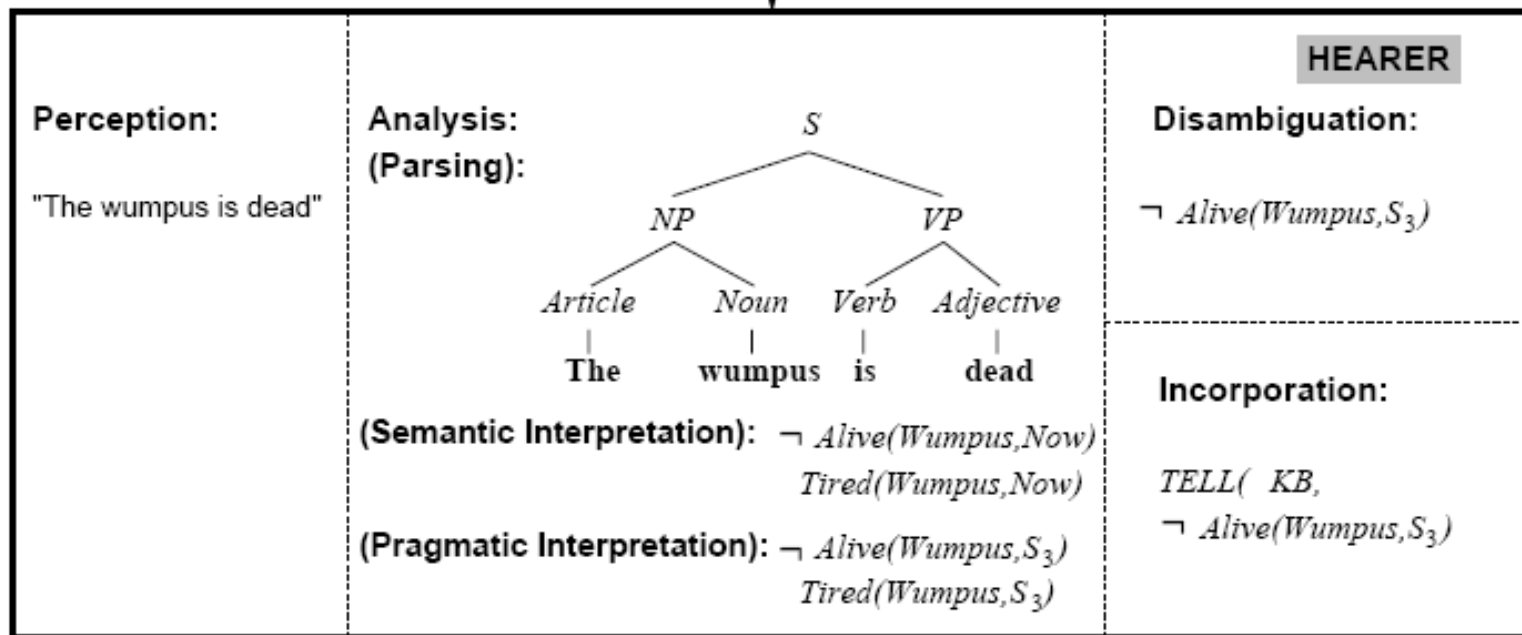 HEARER
Perception:
"The wumpus is dead"
Analysis:
(Parsing):
S
NP VP
Article Noun Verb Adjective
The wumpus is dead
(Semantic Interpretation): ¬ Alive(Wumpus,Now)
Tired(Wumpus,Now)
(Pragmatic Interpretation): ¬ Alive(Wumpus,S₃)
Tired(Wumpus,S₃)
Disambiguation:
¬ Alive(Wumpus,S₃)
Incorporation:
TELL( KB,
¬ Alive(Wumpus,S₃)